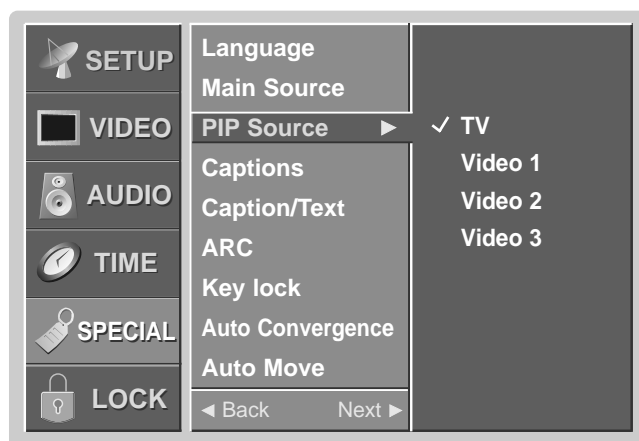 SETUP
VIDEO
AUDIO
TIME
SPECIAL
LOCK
Language
Main Source
PIP Source ►
Captions
Caption/Text
ARC
Key lock
Auto Convergence
Auto Move
◄ Back Next ►
✓ TV
Video 1
Video 2
Video 3